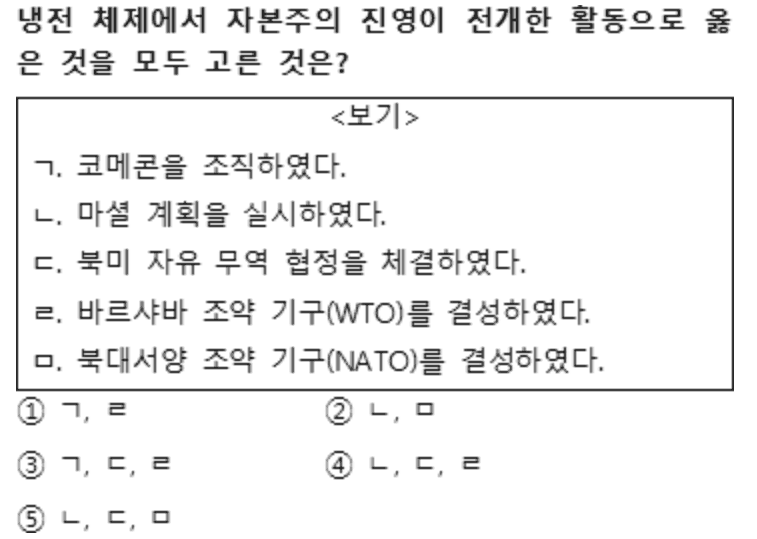 냉전 체제에서 자본주의 진영이 전개한 활동으로 옳
은 것을 모두 고른 것은?
<보기>
ㄱ. 코메콘을 조직하였다.
ㄴ. 마셜 계획을 실시하였다.
ㄷ. 북미 자유 무역 협정을 체결하였다.
ㄹ. 바르샤바 조약 기구(WTO)를 결성하였다.
ㅁ. 북대서양 조약 기구(NATO)를 결성하였다.
① ㄱ, ㄹ ② ㄴ, ㅁ
③ ㄱ, ㄷ, ㄹ ④ ㄴ, ㄷ, ㄹ
⑤ ㄴ, ㄷ, ㅁ